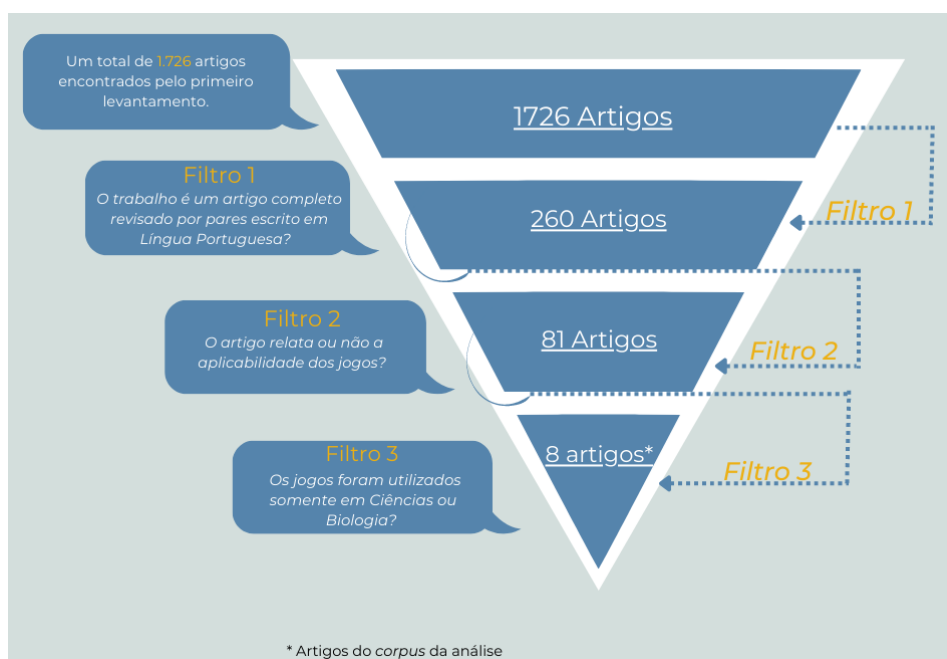 Um total de 1.726 artigos
encontrados pelo primeiro
levantamento.
1726 Artigos
Filtro 1
O trabalho é um artigo completo
revisado por pares escrito em
Língua Portuguesa?
260 Artigos
Filtro 1
Filtro 2
O artigo relata ou não a
aplicabilidade dos jogos?
81 Artigos
Filtro 2
Filtro 3
Os jogos foram utilizados
somente em Ciências ou
Biologia?
8 artigos*
Filtro 3
* Artigos do corpus da análise